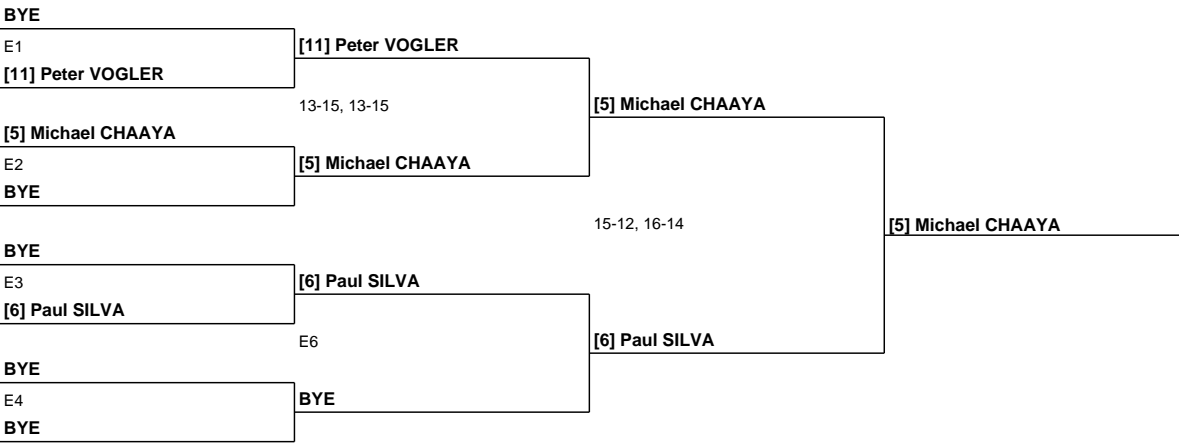 BYE
E1
[11] Peter VOGLER
[11] Peter VOGLER
13-15, 13-15
[5] Michael CHAAYA
[5] Michael CHAAYA
E2
[5] Michael CHAAYA
BYE
15-12, 16-14
[5] Michael CHAAYA
BYE
E3
[6] Paul SILVA
[6] Paul SILVA
E6
[6] Paul SILVA
BYE
E4
BYE
BYE